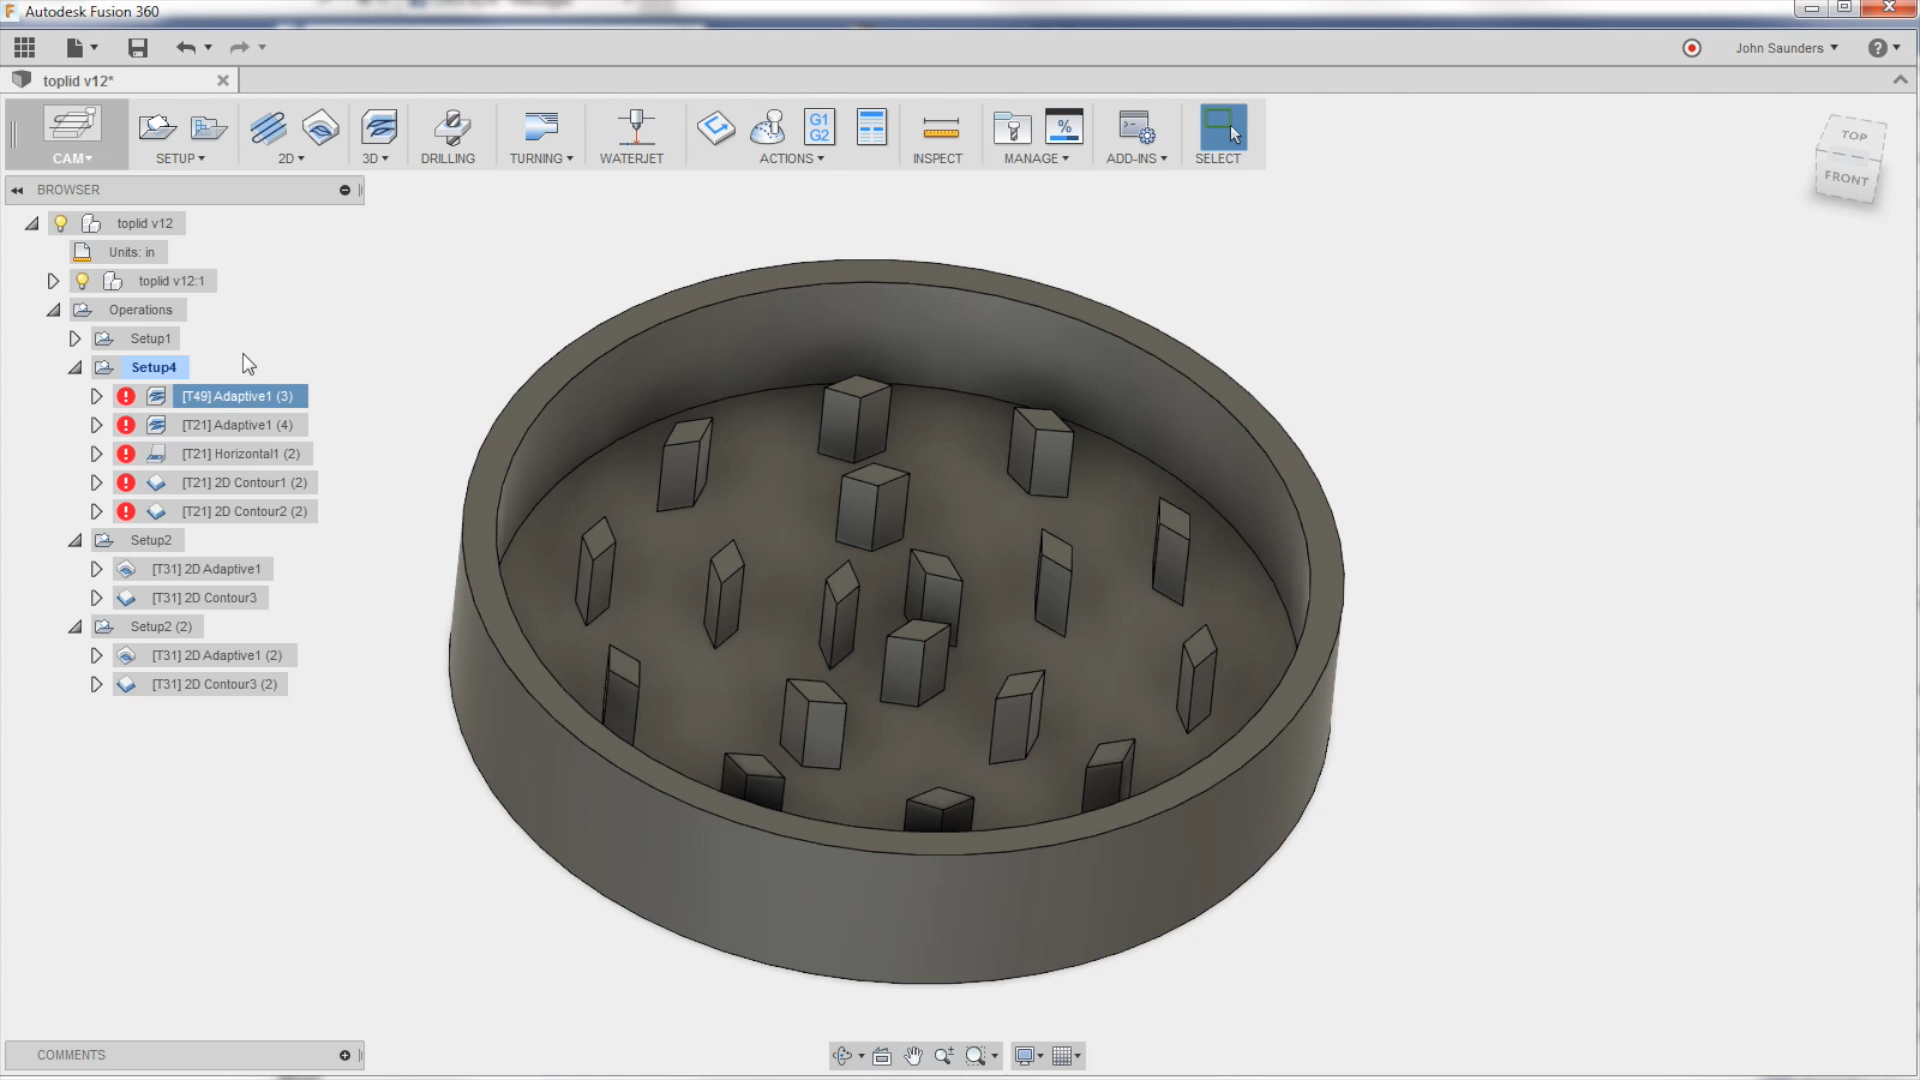 Autodesk Fusion 360
John Saunders
toplid v12*
G1
G2
%
CAM
SETUP
2D
3D
DRILLING
TURNING
WATERJET
ACTIONS
INSPECT
MANAGE
ADD-INS
SELECT
TOP
FRONT
BROWSER
toplid v12
Units: in
toplid v12:1
Operations
Setup1
Setup4
[T49] Adaptive1 (3)
[T21] Adaptive1 (4)
[T21] Horizontal1 (2)
[T21] 2D Contour1 (2)
[T21] 2D Contour2 (2)
Setup2
[T31] 2D Adaptive1
[T31] 2D Contour3
Setup2 (2)
[T31] 2D Adaptive1 (2)
[T31] 2D Contour3 (2)
COMMENTS